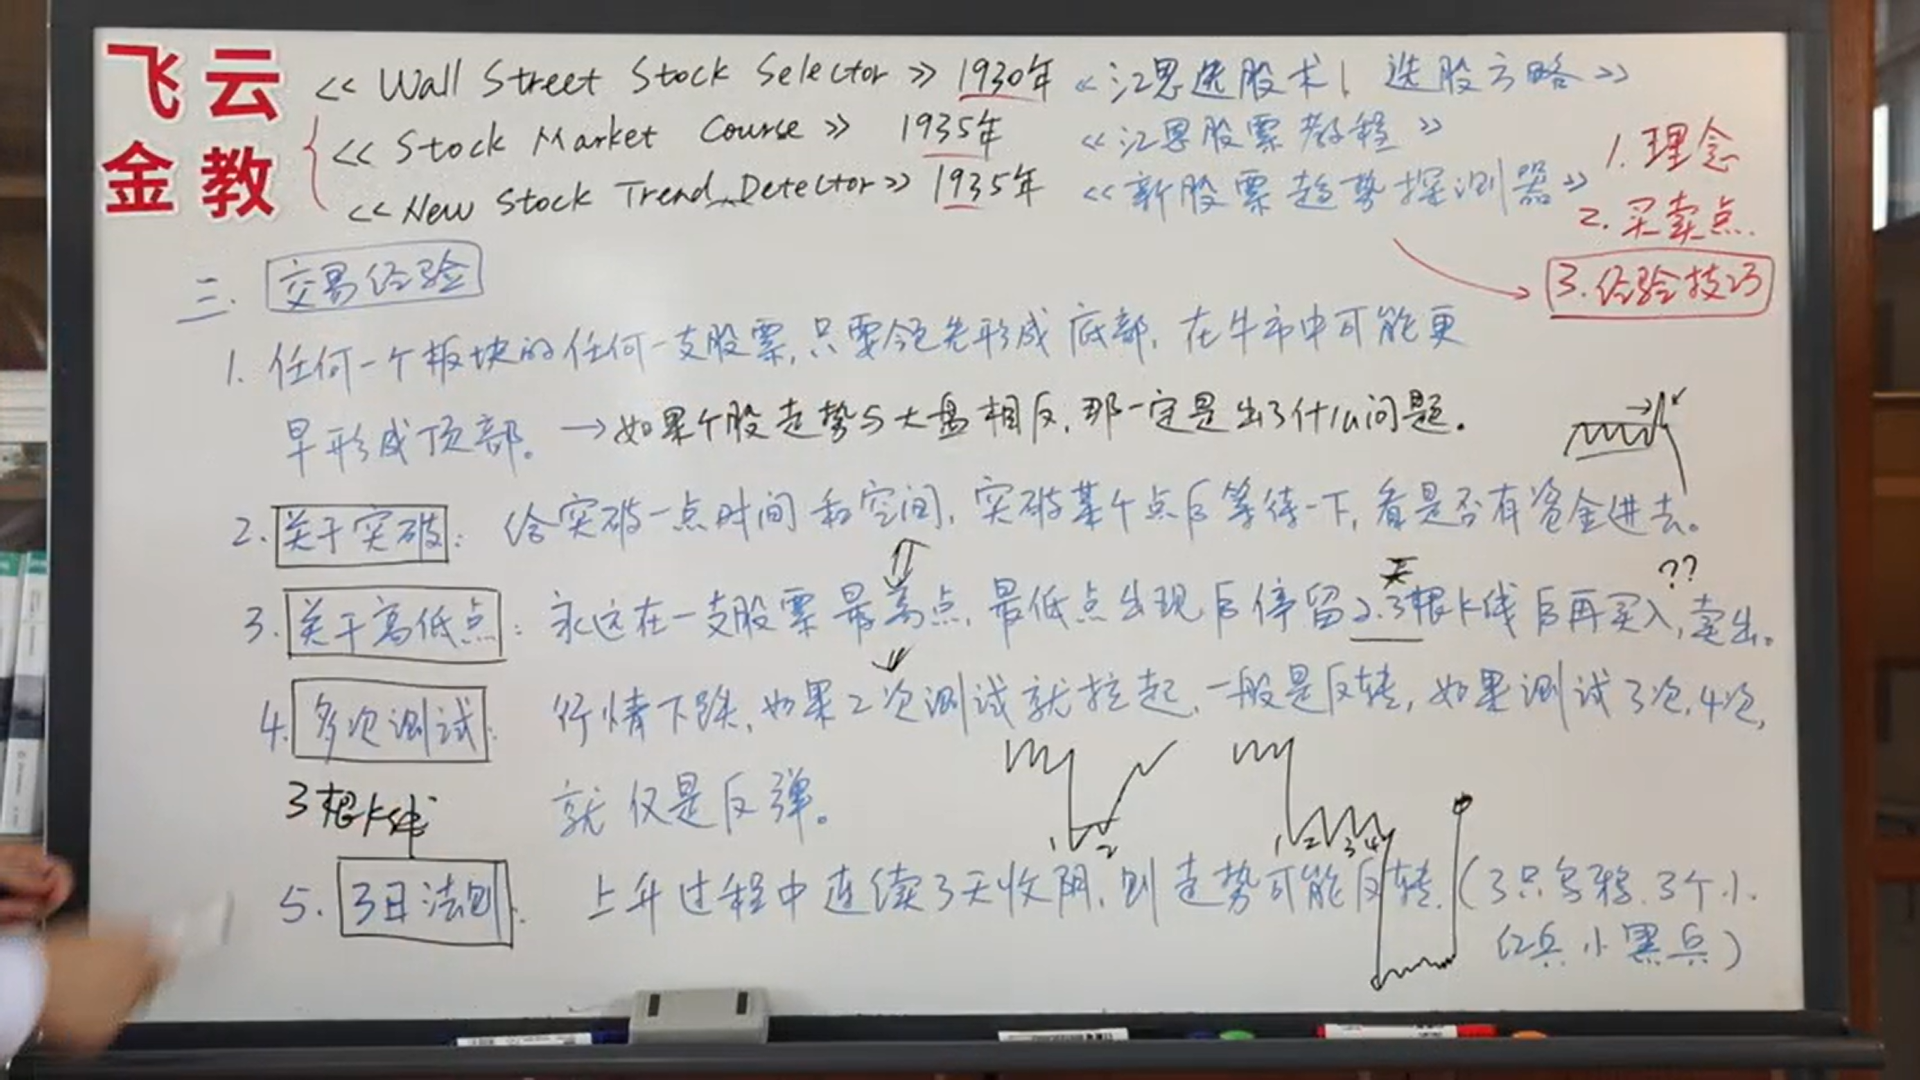 飞云
金教
<< Wall Street Stock Selector >> 1930年 《江恩选股术/选股方略》
<< Stock Market Course >> 1935年 《江恩股票教程》
<< New Stock Trend Detector >> 1935年 《新股票趋势探测器》
1. 理念
2. 买卖点.
3. 经验技巧
三. 交易经验
1. 任何一个板块的任何一支股票,只要领先形成底部,在牛市中可能更
早形成顶部。 →如果个股走势与大盘相反,那一定是出了什么问题.
2. 关于突破: 给突破一点时间和空间,突破某个点后等待一下,看是否有资金进去。
天
??
3. 关于高低点: 永远在一支股票最高点,最低点出现后停留2.3根K线后再买入,卖出。
4. 多次测试: 行情下跌,如果2次测试就拉起,一般是反转,如果测试3次,4次,
就仅是反弹。
1 2
1 2 3 4
3根K线
5. 3日法则: 上升过程中连续3天收阴,则走势可能反转.(3只乌鸦.3个小
红兵小黑兵)